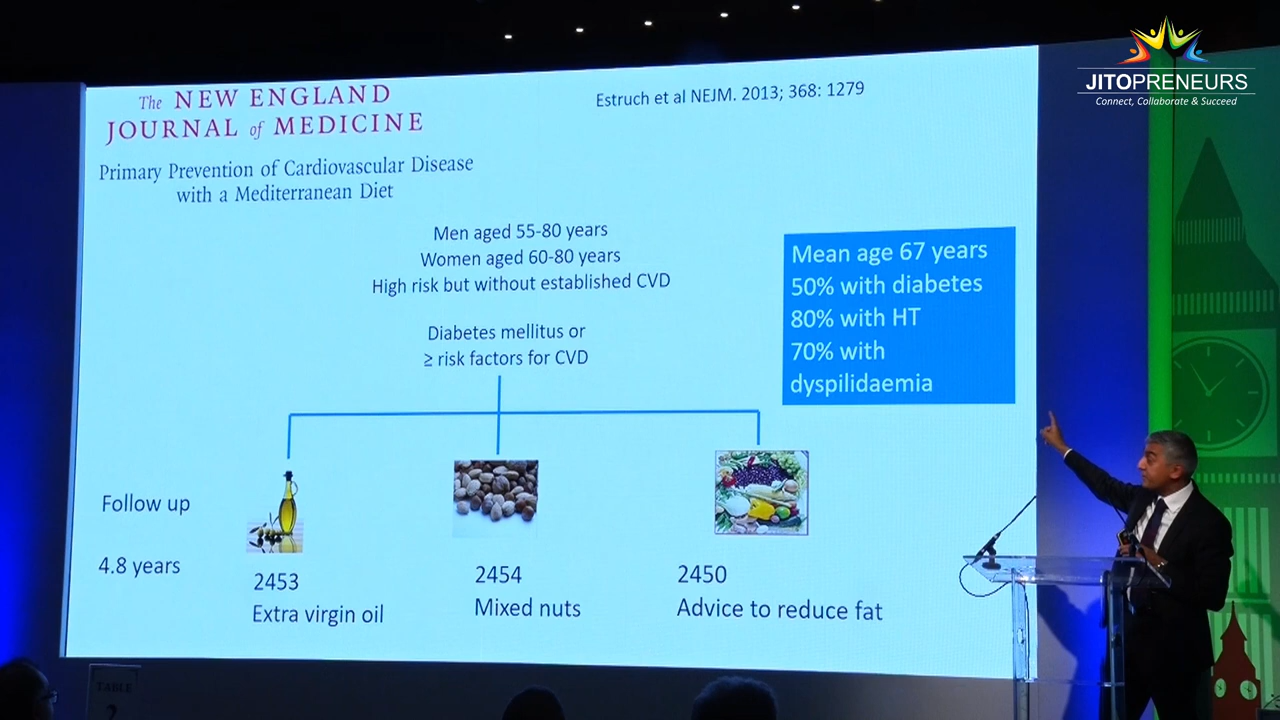 The NEW ENGLAND
JOURNAL of MEDICINE
Estruch et al NEJM. 2013; 368: 1279
Primary Prevention of Cardiovascular Disease
with a Mediterranean Diet
Men aged 55-80 years
Women aged 60-80 years
High risk but without established CVD
Diabetes mellitus or
≥ risk factors for CVD
Mean age 67 years
50% with diabetes
80% with HT
70% with
dyspilidaemia
Follow up
4.8 years
2453
Extra virgin oil
2454
Mixed nuts
2450
Advice to reduce fat
JITOPRENEURS
Connect, Collaborate & Succeed
TABLE
2